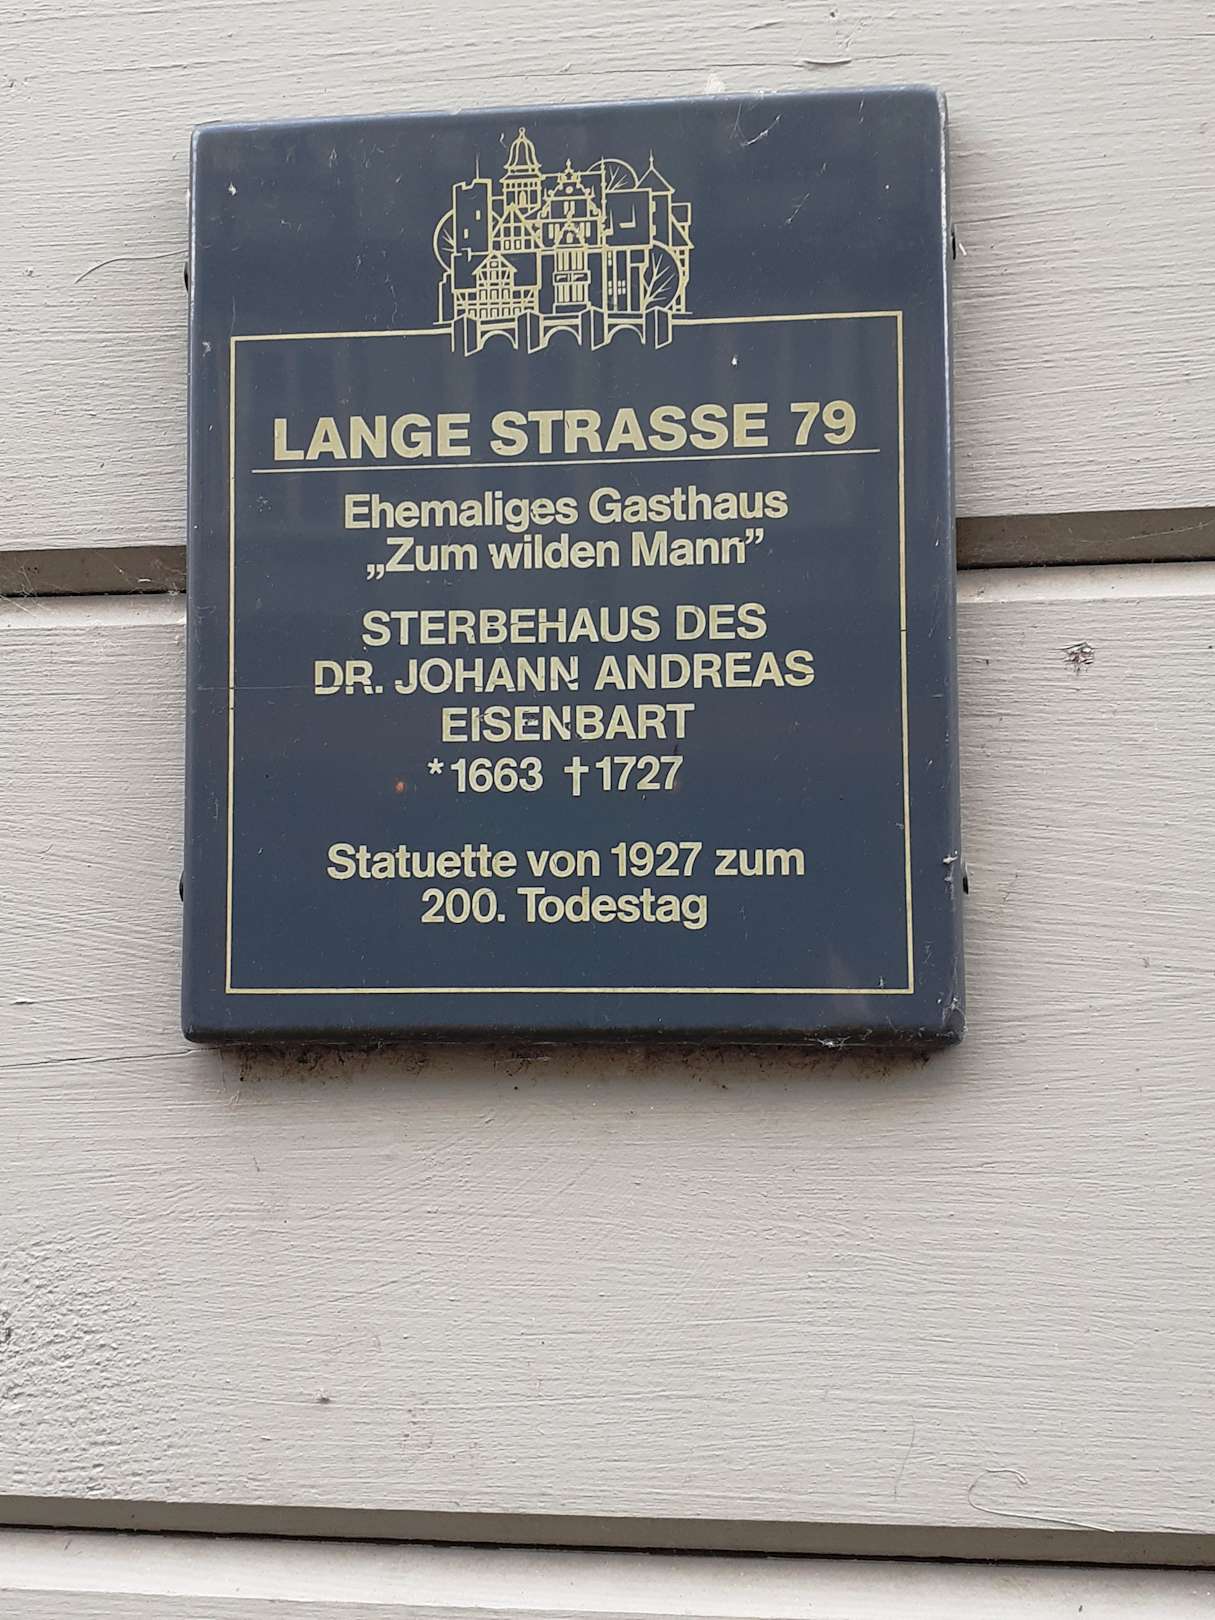 LANGE STRASSE 79
Ehemaliges Gasthaus
„Zum wilden Mann”
STERBEHAUS DES
DR. JOHANN ANDREAS
EISENBART
*1663 †1727
Statuette von 1927 zum
200. Todestag